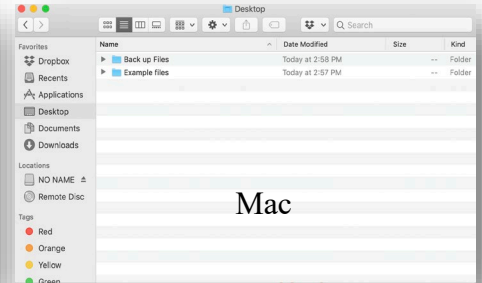 Desktop
Search
Favorites
Dropbox
Recents
Applications
Desktop
Documents
Downloads
Locations
NO NAME
Remote Disc
Tags
Red
Orange
Yellow
Green
Name Date Modified Size Kind
Back up Files Today at 2:58 PM -- Folder
Example files Today at 2:57 PM -- Folder
Mac